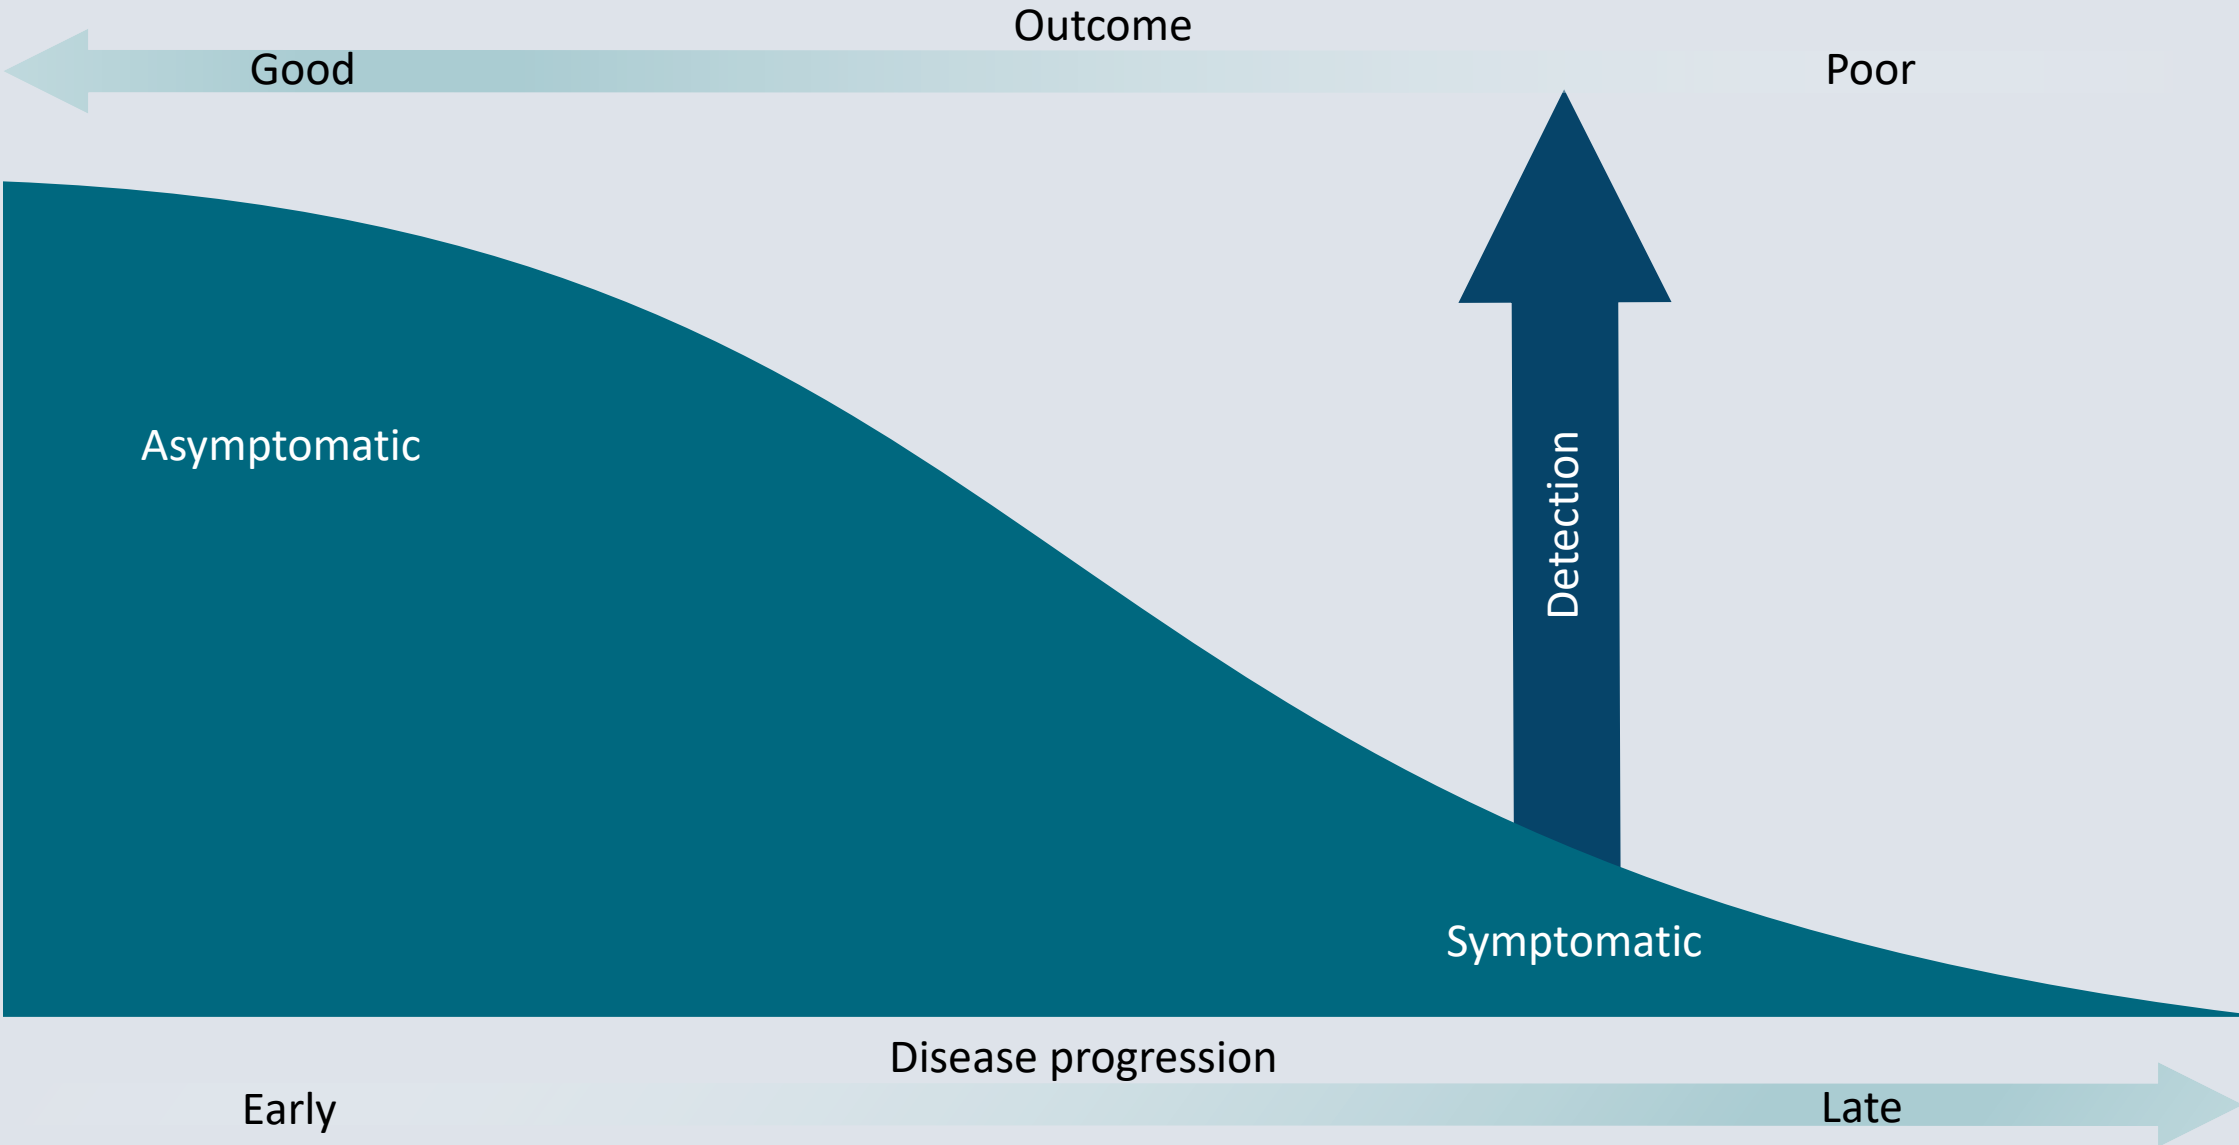 Outcome
Good
Poor
Asymptomatic
Detection
Symptomatic
Disease progression
Early
Late